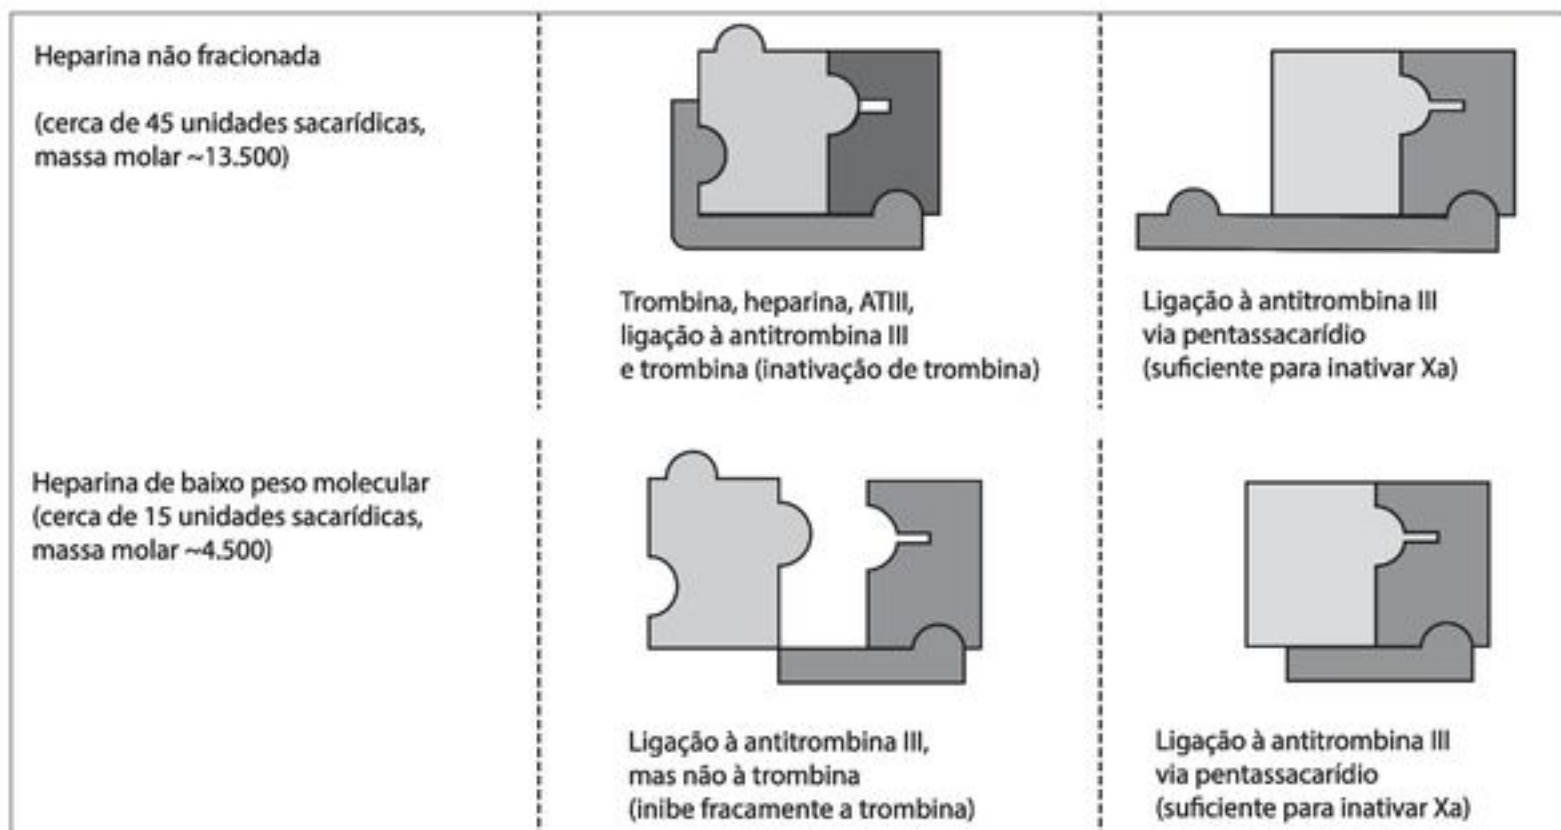 Heparina não fracionada
(cerca de 45 unidades sacarídicas,
massa molar ~13.500)
Trombina, heparina, ATIII,
ligação à antitrombina III
e trombina (inativação de trombina)
Ligação à antitrombina III
via pentassacarídio
(suficiente para inativar Xa)
Heparina de baixo peso molecular
(cerca de 15 unidades sacarídicas,
massa molar ~4.500)
Ligação à antitrombina III,
mas não à trombina
(inibe fracamente a trombina)
Ligação à antitrombina III
via pentassacarídio
(suficiente para inativar Xa)